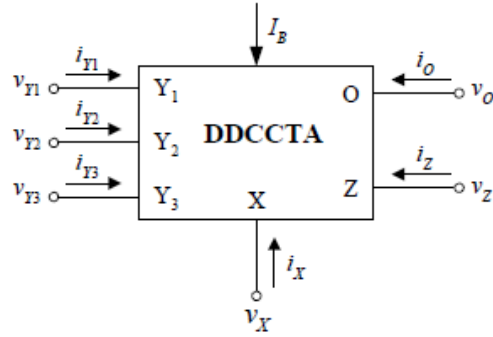 I_B
i_Y1
v_Y1
Y_1
i_Y2
v_Y2
Y_2
i_Y3
v_Y3
Y_3
DDCCTA
X
O
i_O
v_O
Z
i_Z
v_Z
i_X
v_X